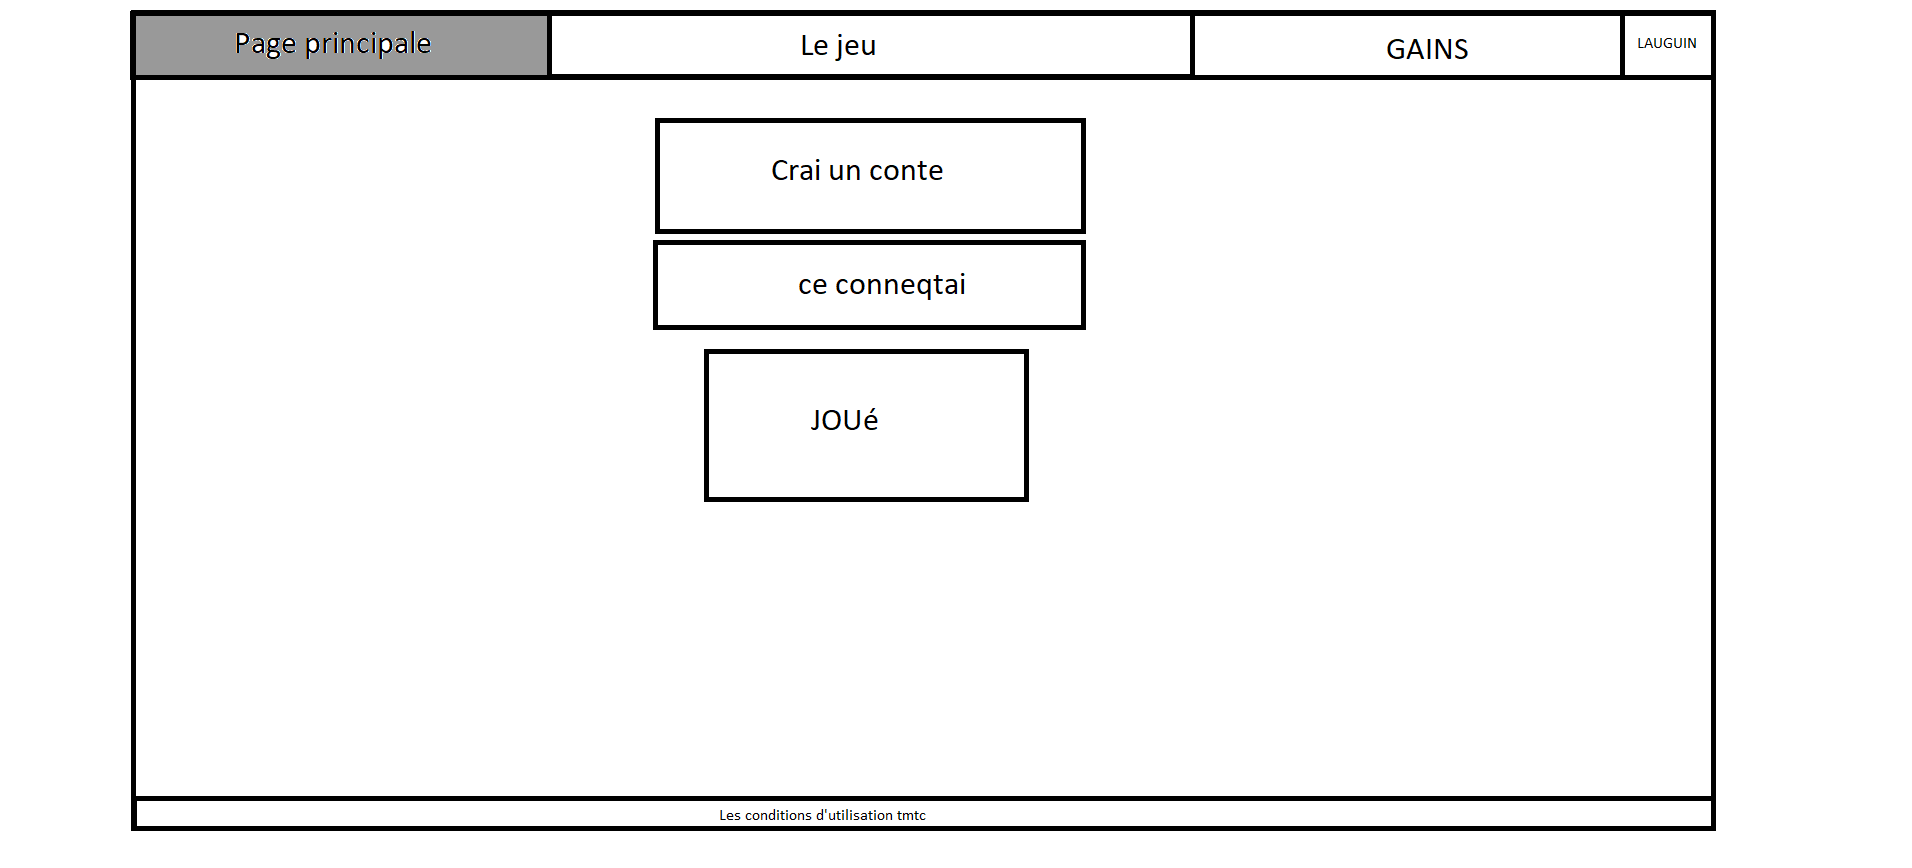 Page principale
Le jeu
GAINS
LAUGUIN
Crai un conte
ce conneqtai
JOUé
Les conditions d'utilisation tmtc